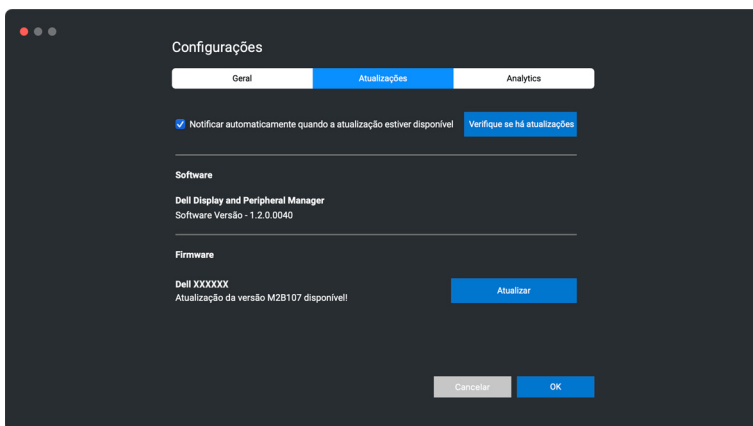 Configurações
Geral Atualizações Analytics
Notificar automaticamente quando a atualização estiver disponível Verifique se há atualizações
Software
Dell Display and Peripheral Manager
Software Versão - 1.2.0.0040
Firmware
Dell XXXXXX
Atualização da versão M2B107 disponível! Atualizar
Cancelar OK